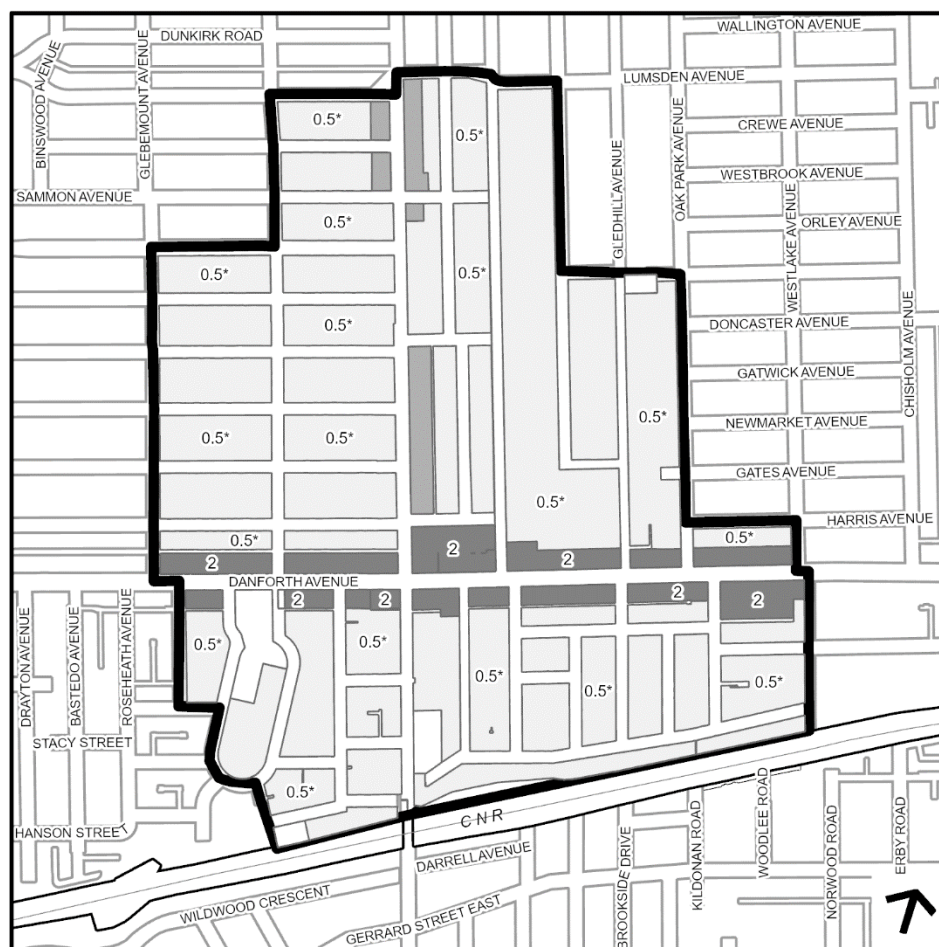 WALLINGTON AVENUE
DUNKIRK ROAD
BINSWOOD AVENUE
GLEBEMOUNT AVENUE
LUMSDEN AVENUE
0.5*
0.5*
CREWE AVENUE
GLEDHILL AVENUE
OAK PARK AVENUE
WESTBROOK AVENUE
SAMMON AVENUE
0.5*
ORLEY AVENUE
WESTLAKE AVENUE
0.5*
0.5*
0.5*
DONCASTER AVENUE
CHISHOLM AVENUE
GATWICK AVENUE
0.5*
0.5*
0.5*
NEWMARKET AVENUE
GATES AVENUE
0.5*
HARRIS AVENUE
0.5*
0.5*
2
2
2
2
DANFORTH AVENUE
2
2
2
2
DRAYTON AVENUE
BASTEDO AVENUE
ROSEHEATH AVENUE
0.5*
0.5*
0.5*
0.5*
0.5*
STACY STREET
0.5*
HANSON STREET
CNR
DARRELL AVENUE
WILDWOOD CRESCENT
GERRARD STREET EAST
BROOKSIDE DRIVE
KILDONAN ROAD
WOODLEE ROAD
NORWOOD ROAD
ERBY ROAD